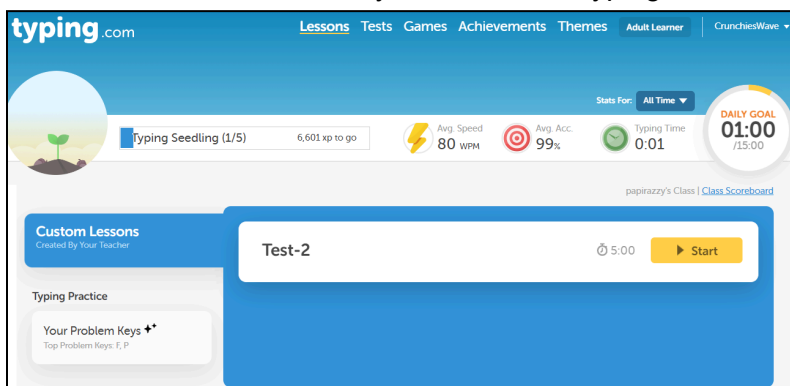 typing.com
Lessons Tests Games Achievements Themes Adult Learner CrunchiesWave
Stats For: All Time
DAILY GOAL
01:00
/15:00
Typing Seedling (1/5) 6,601 xp to go
Avg. Speed
80 WPM
Avg. Acc.
99%
Typing Time
0:01
papirazzy's Class | Class Scoreboard
Custom Lessons
Created By Your Teacher
Test-2 5:00 Start
Typing Practice
Your Problem Keys
Top Problem Keys: F, P